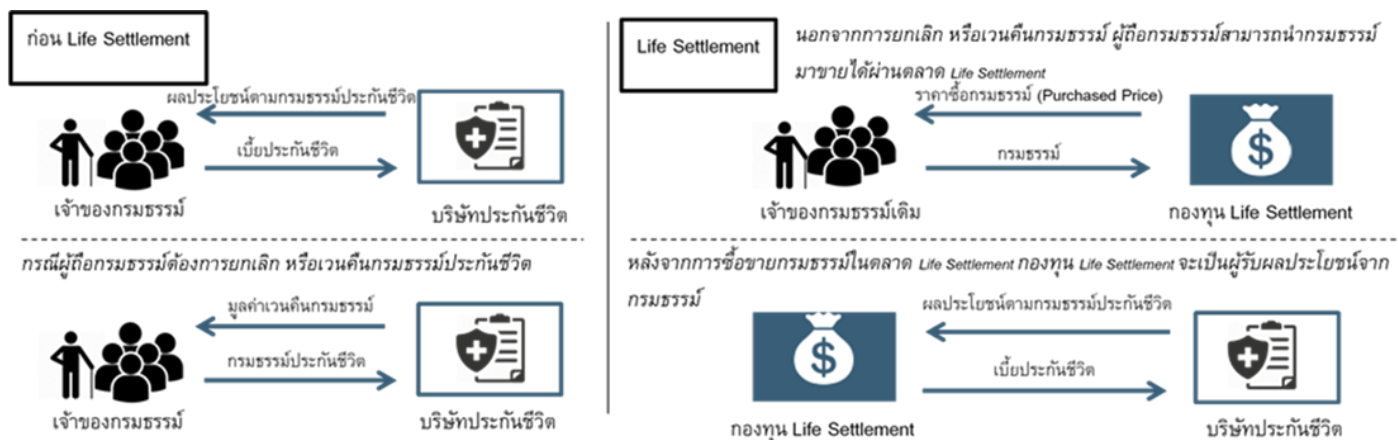 ก่อน Life Settlement
ผลประโยชน์ตามกรมธรรม์ประกันชีวิต
เบี้ยประกันชีวิต
เจ้าของกรมธรรม์
บริษัทประกันชีวิต
กรณีผู้ถือกรมธรรม์ต้องการยกเลิก หรือเวนคืนกรมธรรม์ประกันชีวิต
มูลค่าเวนคืนกรมธรรม์
กรมธรรม์ประกันชีวิต
เจ้าของกรมธรรม์
บริษัทประกันชีวิต
Life Settlement
นอกจากการยกเลิก หรือเวนคืนกรมธรรม์ ผู้ถือกรมธรรม์สามารถนำกรมธรรม์
มาขายได้ผ่านตลาด Life Settlement
ราคาซื้อกรมธรรม์ (Purchased Price)
$
กรมธรรม์
เจ้าของกรมธรรม์เดิม
กองทุน Life Settlement
หลังจากการซื้อขายกรมธรรม์ในตลาด Life Settlement กองทุน Life Settlement จะเป็นผู้รับผลประโยชน์จาก
กรมธรรม์
ผลประโยชน์ตามกรมธรรม์ประกันชีวิต
$
เบี้ยประกันชีวิต
กองทุน Life Settlement
บริษัทประกันชีวิต